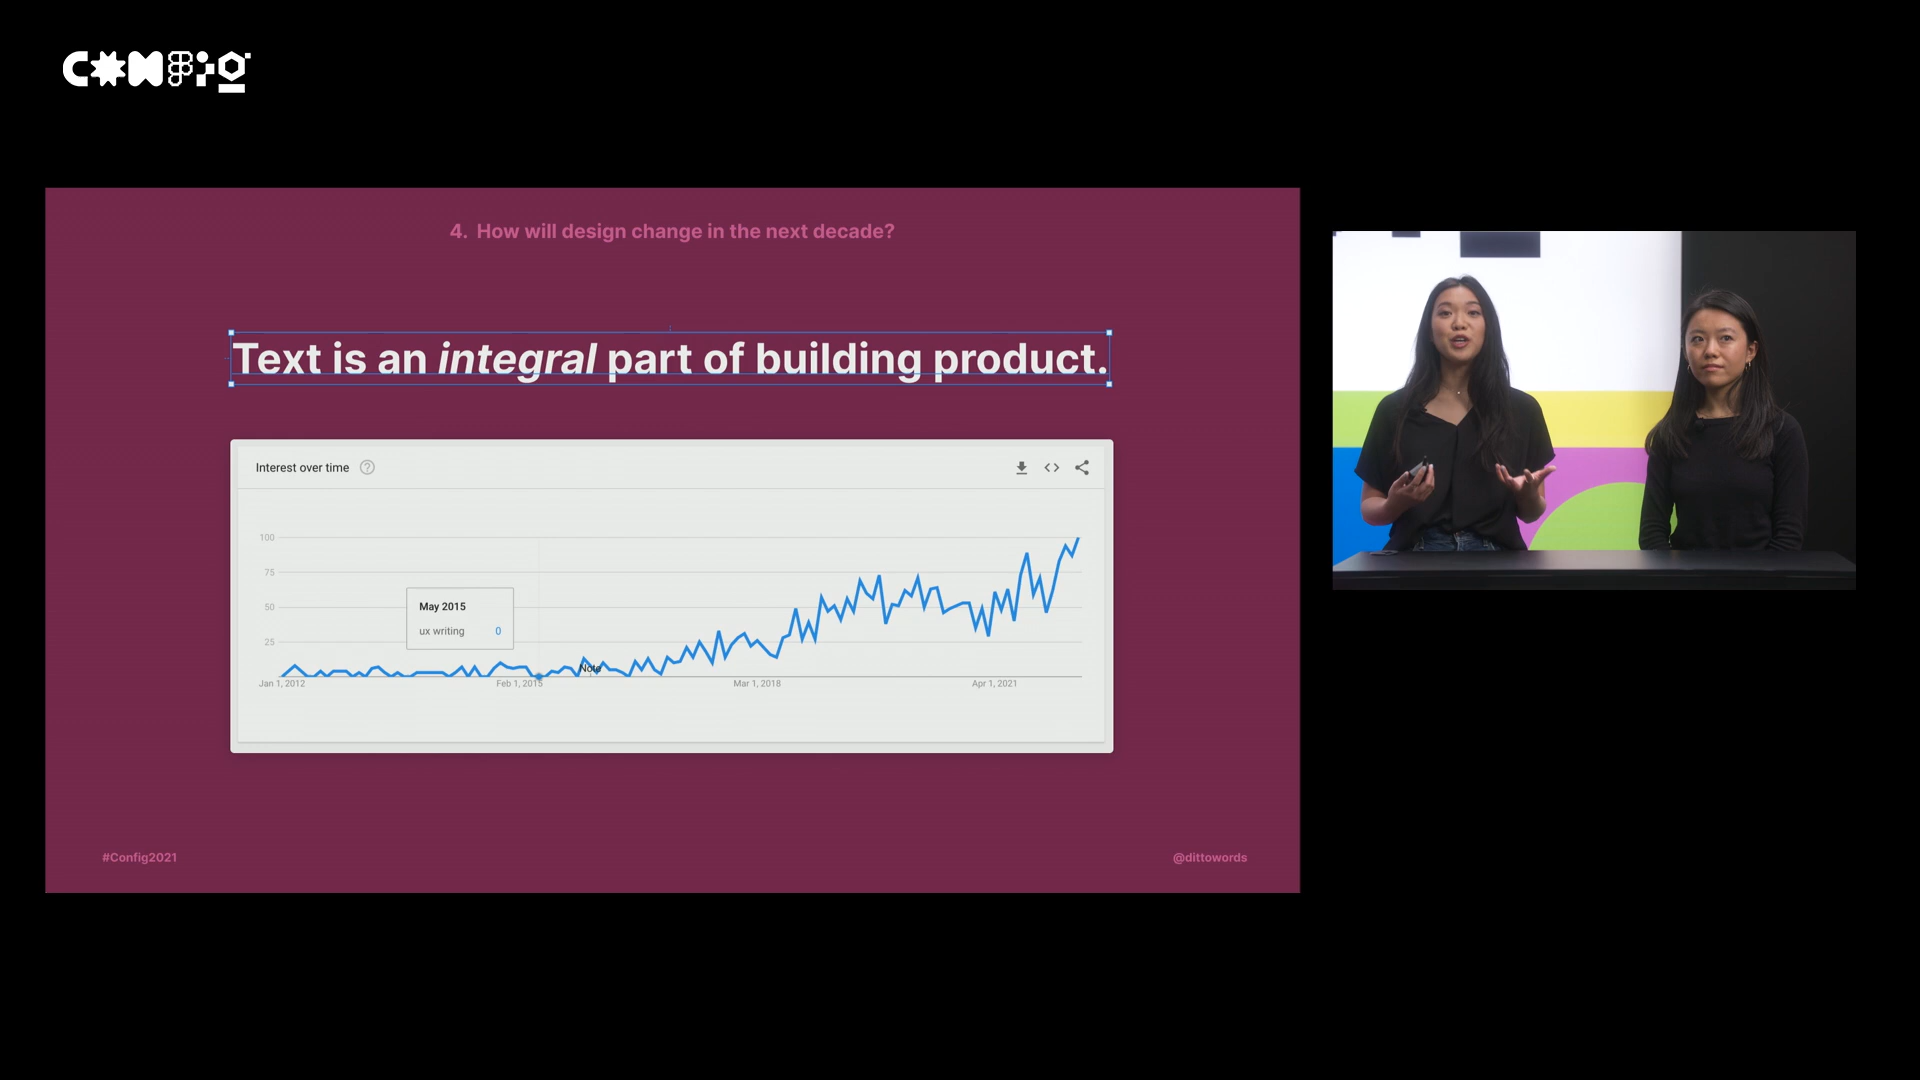 CONFIG
4. How will design change in the next decade?
Text is an integral part of building product.
Interest over time ?
100
75
50
25
May 2015
ux writing 0
Note
Jan 1, 2012 Feb 1, 2015 Mar 1, 2018 Apr 1, 2021
#Config2021 @dittowords